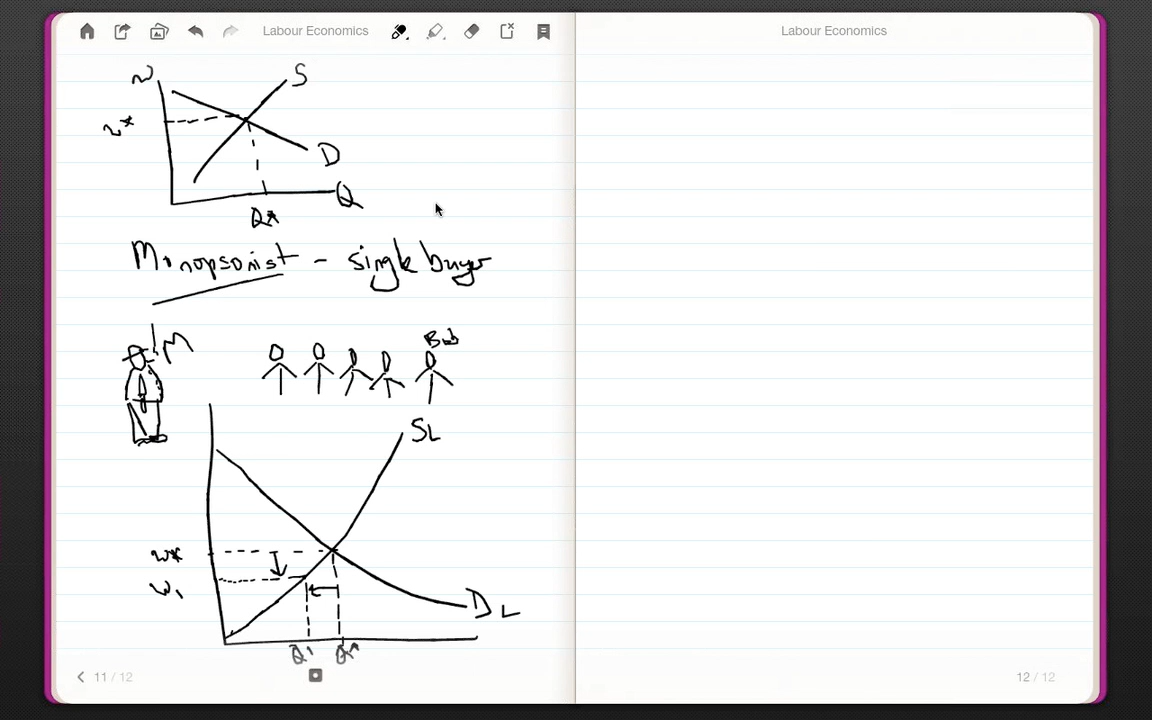 Labour Economics
Labour Economics
W
S
W*
D
Q
Q*
Monopsonist - single buyer
M
Bob
SL
W*
W1
DL
Q1 Q*
11 / 12
12 / 12